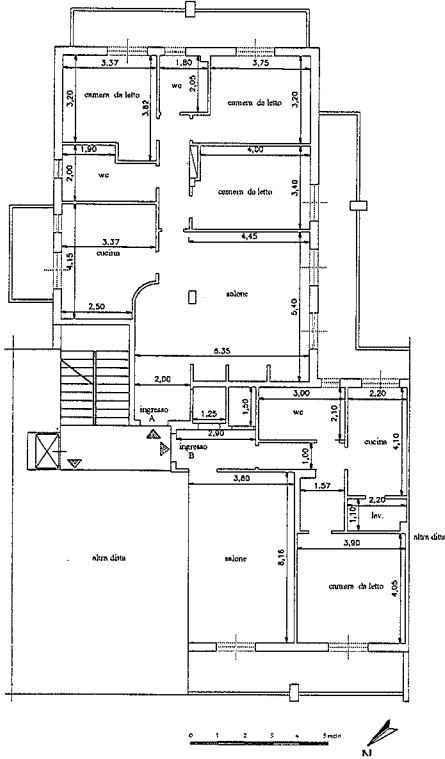 3,37
1,80
3,75
3,20
camera da letto
3,82
wc
2,05
camera da letto
3,20
1,90
4,00
2,00
wc
camera da letto
3,40
3,37
4,45
cucina
4,15
salone
5,40
2,50
6,35
2,00
ingresso
A
1,25
1,50
3,00
wc
2,10
2,20
2,90
ingresso
B
cucina
4,10
1,00
3,80
1,57
2,20
1,10
lav.
altra ditta
altra ditta
salone
6,16
3,90
camera da letto
4,05
0 1 2 3 4 5 metri
N